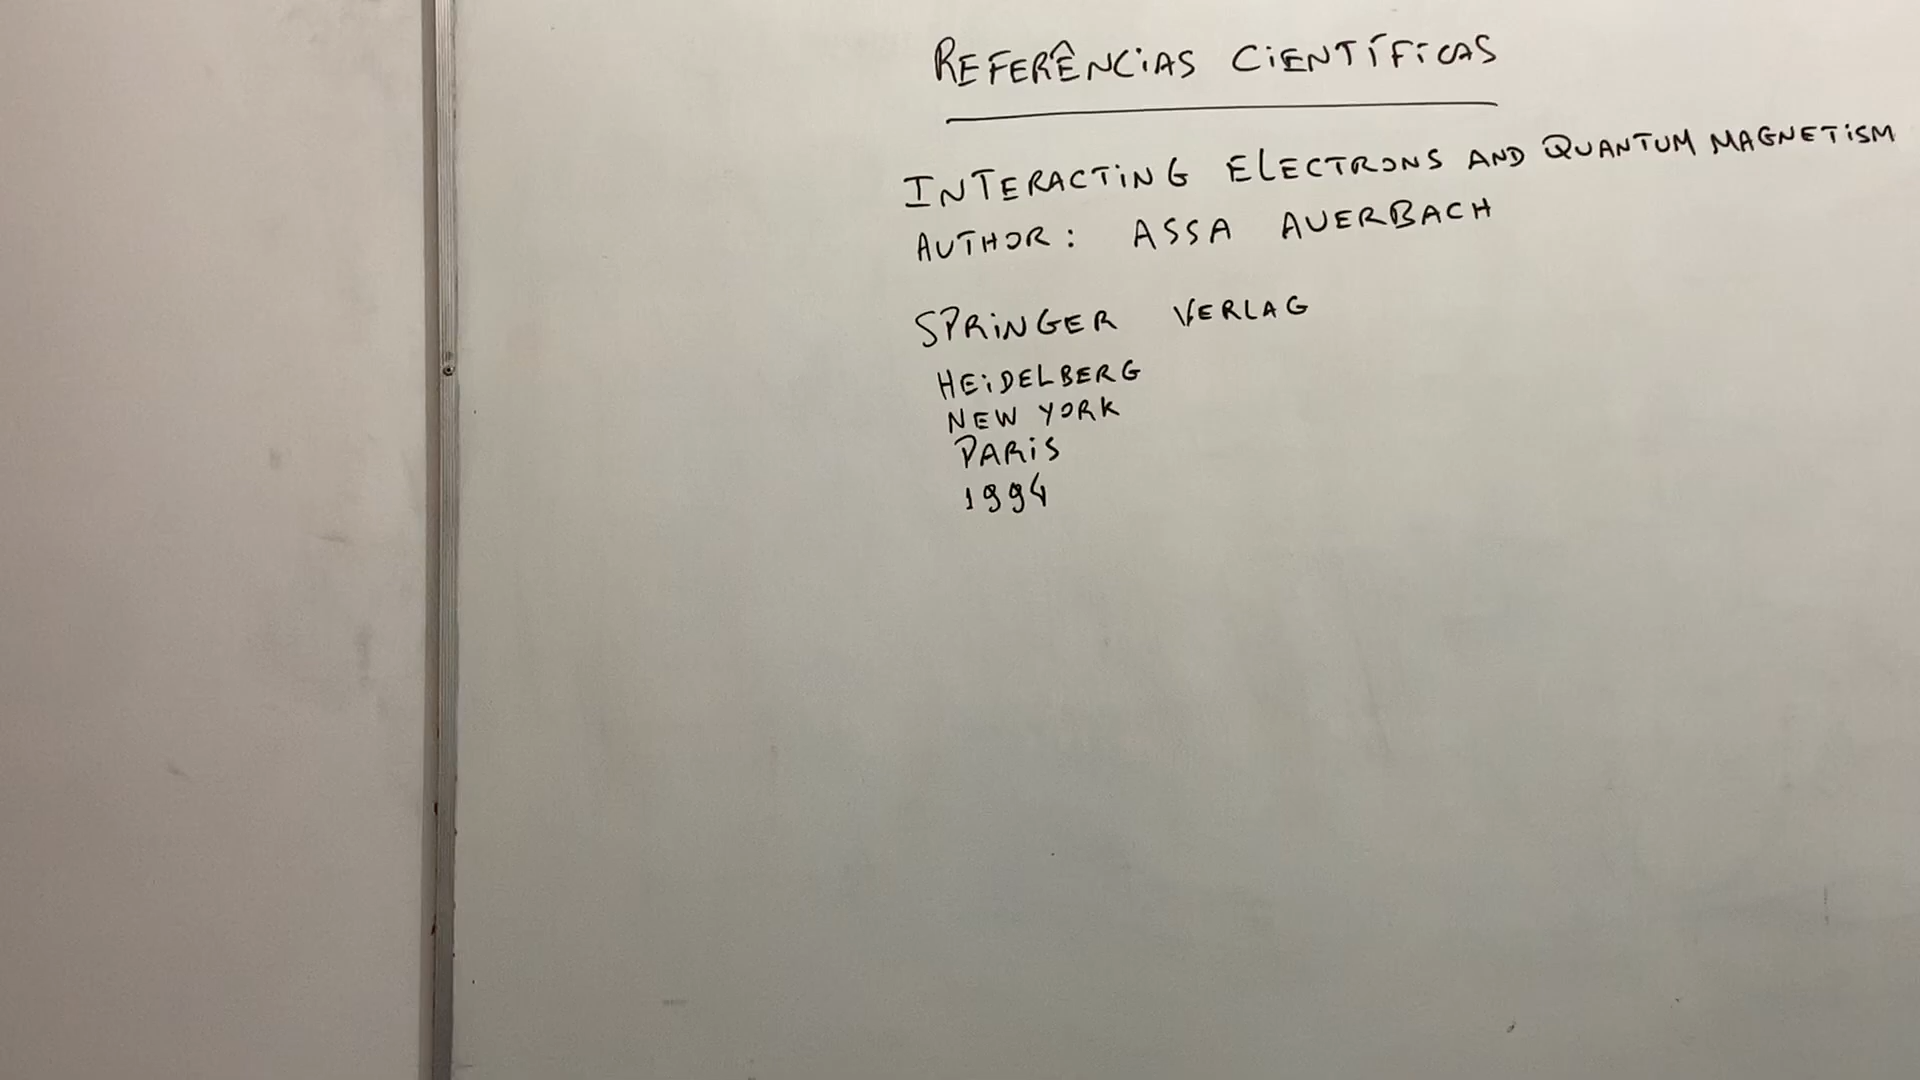 REFERÊNCiAS CiENTÍFiCAS
INTERACTiNG ElECTRONS AND QUANTUM MAGNETiSM
AUTHOR: ASSA AUERBACH
SPRiNGER VERLAG
HEiDELBERG
NEW YORK
PARiS
1994